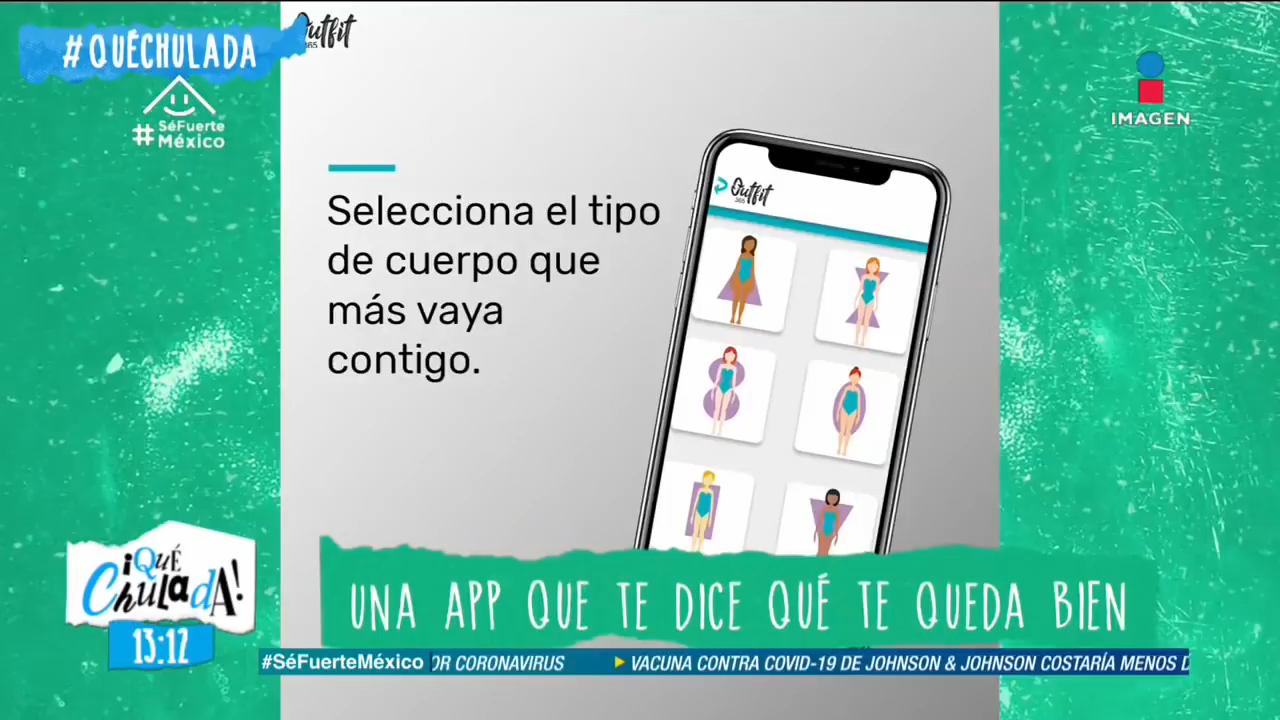 #QUÉCHULADA
Outfit
365
#SéFuerte
México
IMAGEN
Selecciona el tipo
de cuerpo que
más vaya
contigo.
Outfit
365
¡QUÉ
ChuladA!
13:12
UNA APP QUE TE DICE QUÉ TE QUEDA BIEN
#SéFuerteMéxico OR CORONAVIRUS VACUNA CONTRA COVID-19 DE JOHNSON & JOHNSON COSTARÍA MENOS D